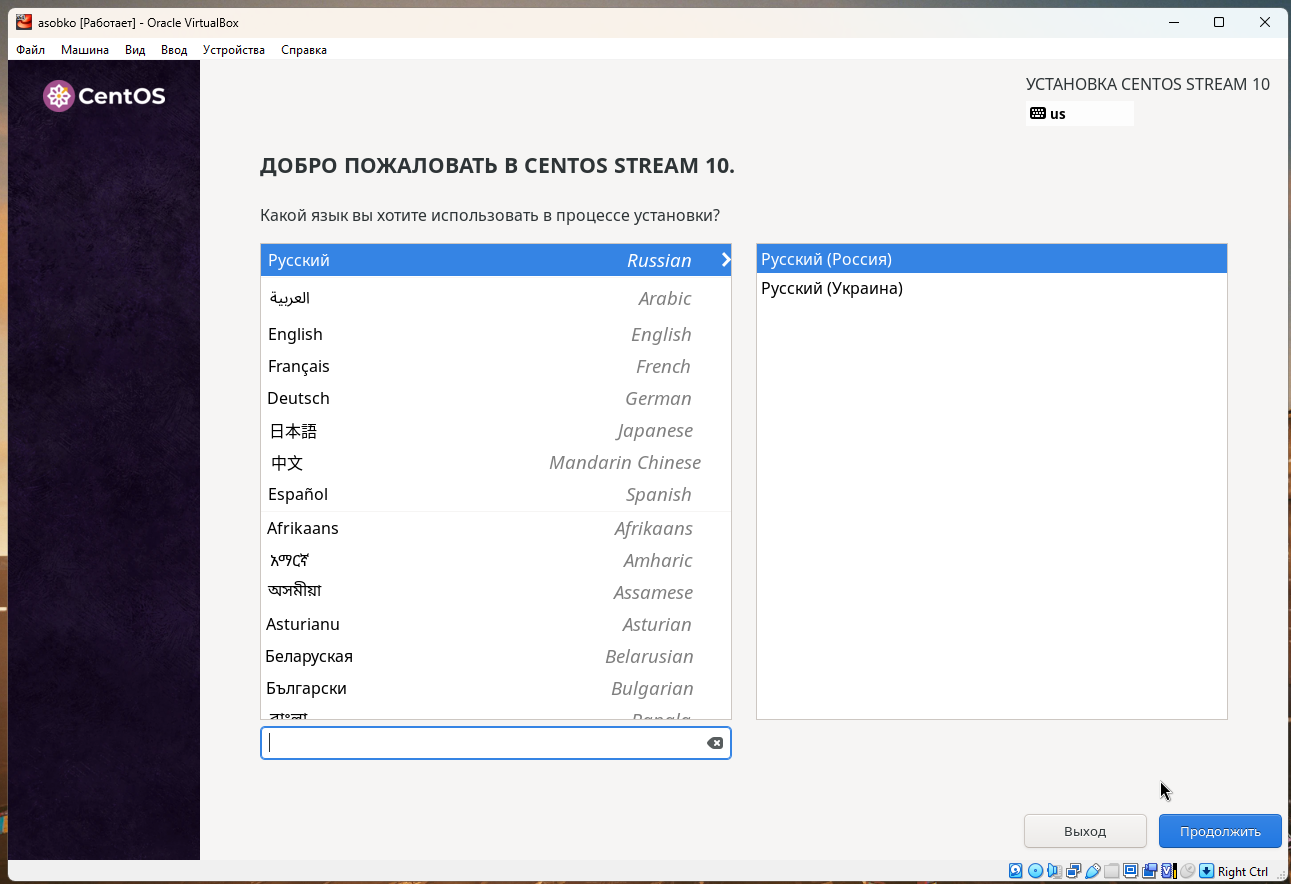 asobko [Работает] - Oracle VirtualBox
Файл Машина Вид Ввод Устройства Справка
CentOS
УСТАНОВКА CENTOS STREAM 10
us
ДОБРО ПОЖАЛОВАТЬ В CENTOS STREAM 10.
Какой язык вы хотите использовать в процессе установки?
Русский Russian
العربية Arabic
English English
Français French
Deutsch German
日本語 Japanese
中文 Mandarin Chinese
Español Spanish
Afrikaans Afrikaans
አማርኛ Amharic
অসমীয়া Assamese
Asturianu Asturian
Беларуская Belarusian
Български Bulgarian
বাংলা Bangla
Русский (Россия)
Русский (Украина)
Выход Продолжить
Right Ctrl